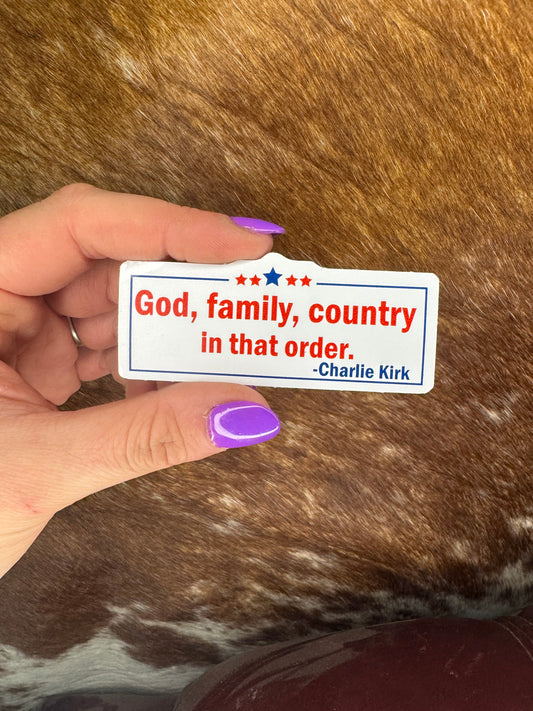 God, family, country
in that order.
-Charlie Kirk